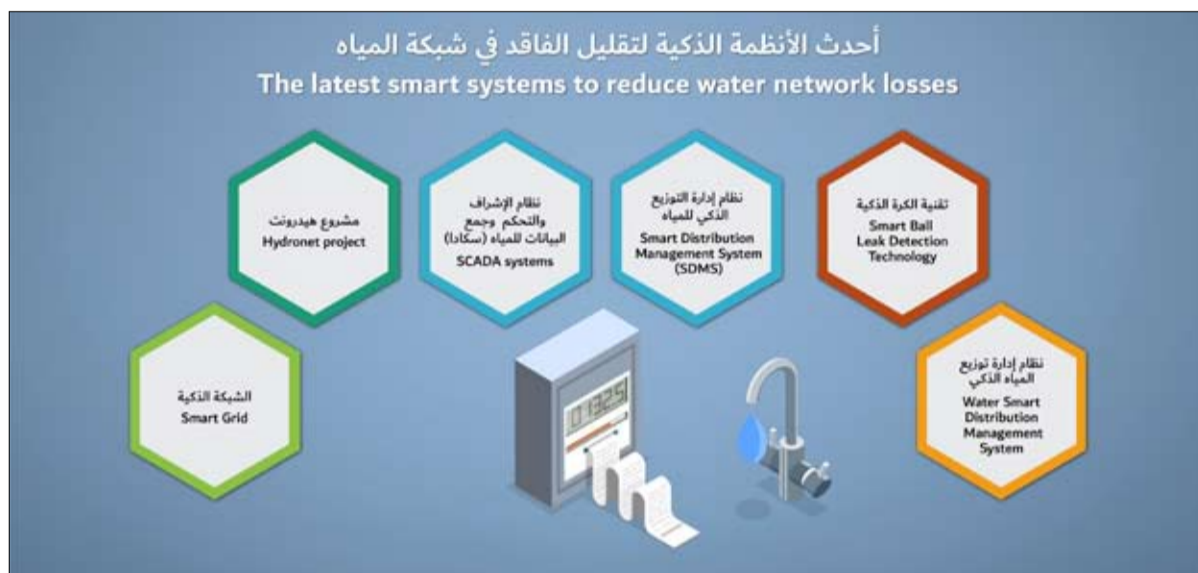 أحدث الأنظمة الذكية لتقليل الفاقد في شبكة المياه
The latest smart systems to reduce water network losses
الشبكة الذكية
Smart Grid
مشروع هيدرونت
Hydronet project
نظام الإشراف
والتحكم وجمع
البيانات للمياه (سكادا)
SCADA systems
نظام إدارة التوزيع
الذكي للمياه
Smart Distribution
Management System
(SDMS)
تقنية الكرة الذكية
Smart Ball
Leak Detection
Technology
نظام إدارة توزيع
المياه الذكي
Water Smart
Distribution
Management
System
01325